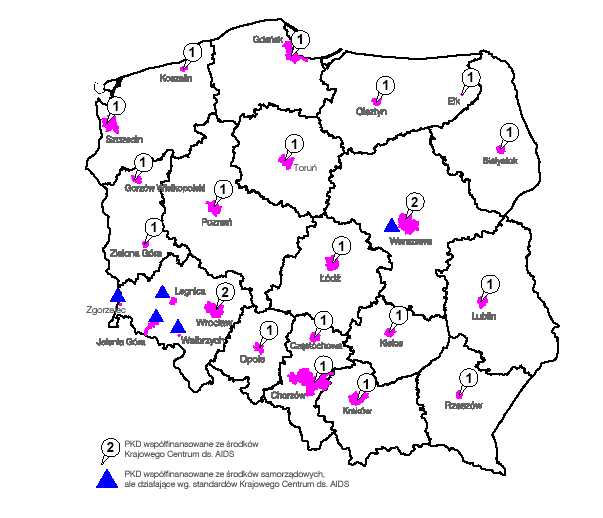 Gdańsk 1
Koszalin 1
Olsztyn 1
Ełk 1
Szczecin 1
Białystok 1
Toruń 1
Gorzów Wielkopolski 1
Poznań 1
Warszawa 2
Zielona Góra 1
Łódź 1
Legnica
Zgorzelec
Wrocław 2
Lublin 1
Jelenia Góra
Wałbrzych
Opole 1
Częstochowa 1
Kielce 1
Chorzów 1
Kraków 1
Rzeszów 1
2 PKD współfinansowane ze środków
Krajowego Centrum ds. AIDS
PKD współfinansowane ze środków samorządowych,
ale działające wg. standardów Krajowego Centrum ds. AIDS